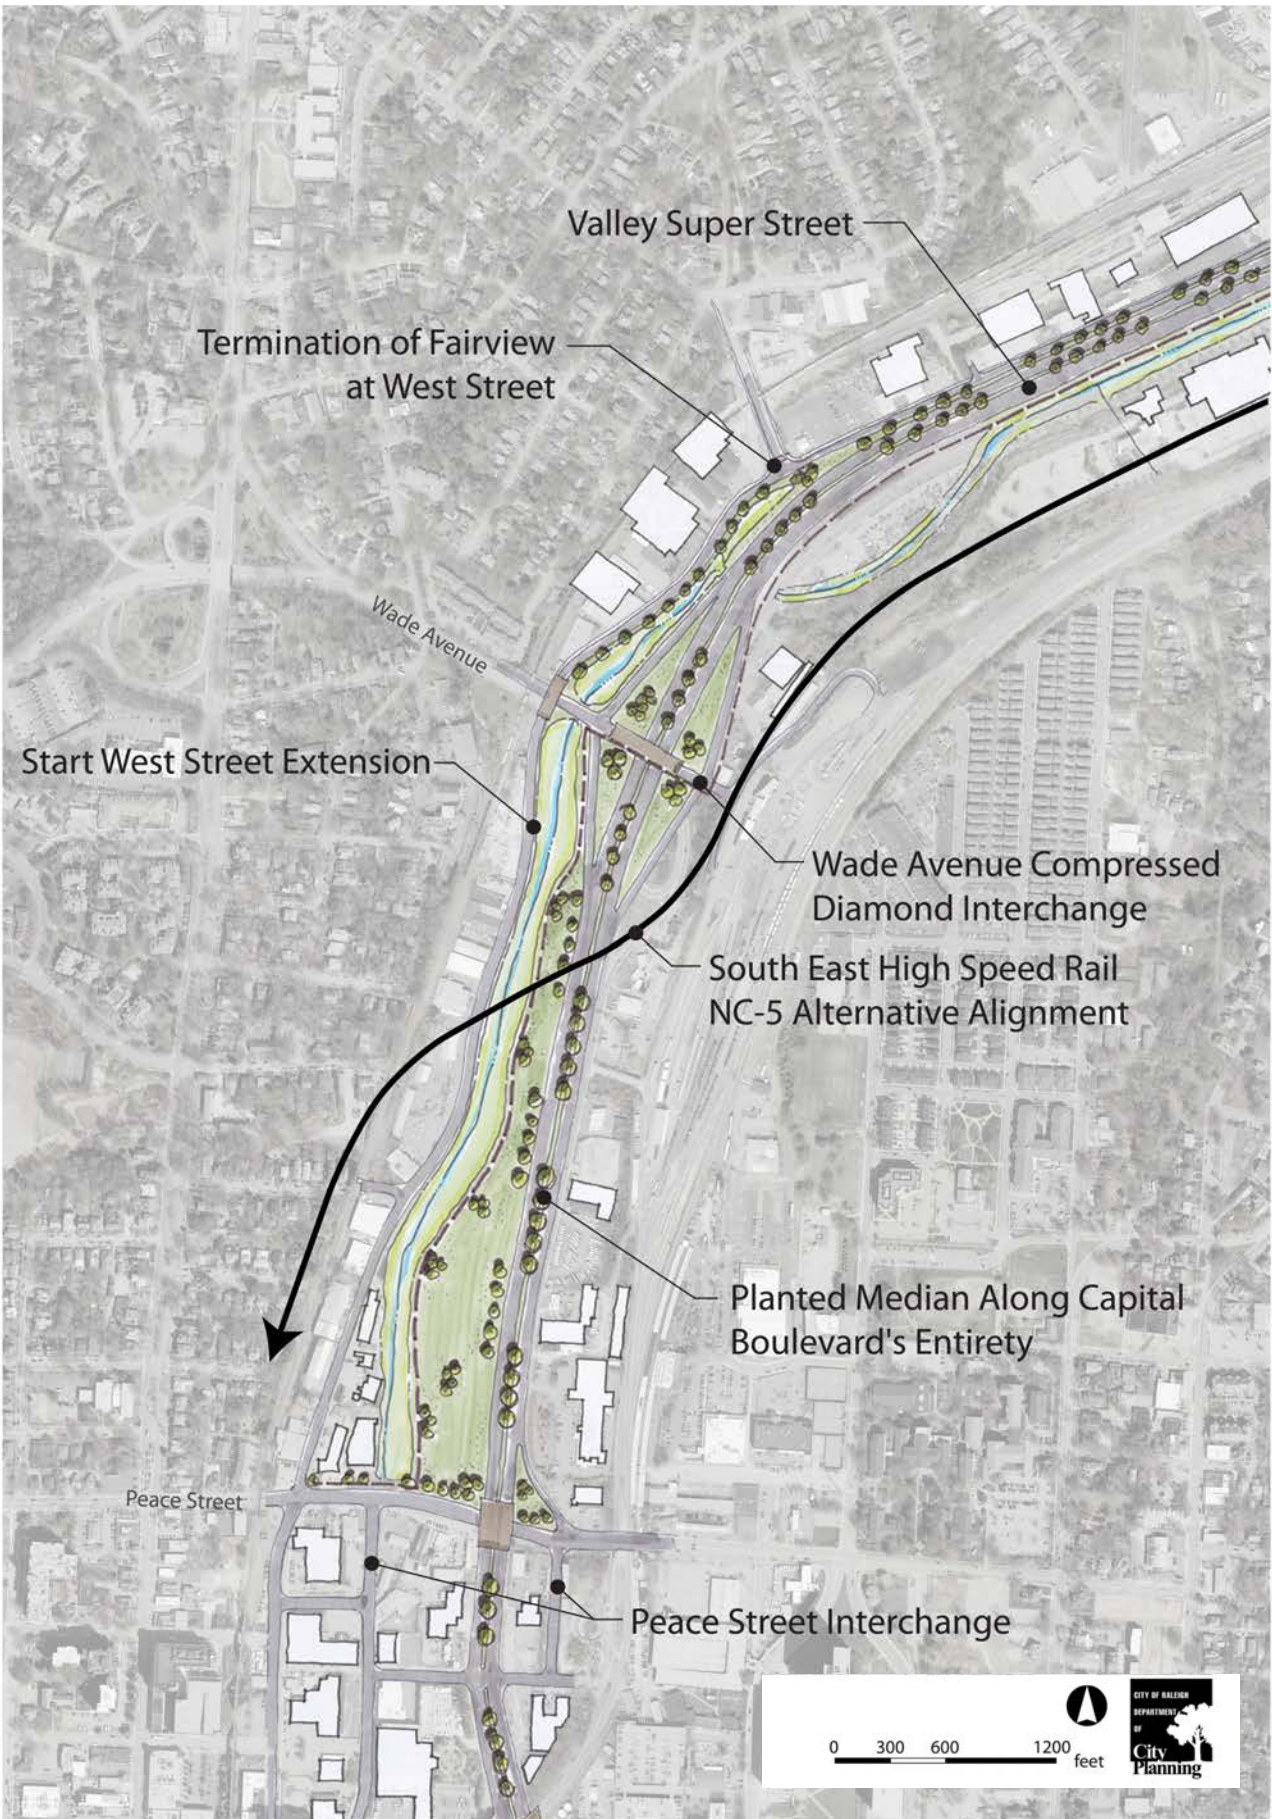 Valley Super Street
Termination of Fairview
at West Street
Wade Avenue
Start West Street Extension
Wade Avenue Compressed
Diamond Interchange
South East High Speed Rail
NC-5 Alternative Alignment
Planted Median Along Capital
Boulevard's Entirety
Peace Street
Peace Street Interchange
0 300 600 1200 feet
CITY OF RALEIGH
DEPARTMENT
OF
City
Planning